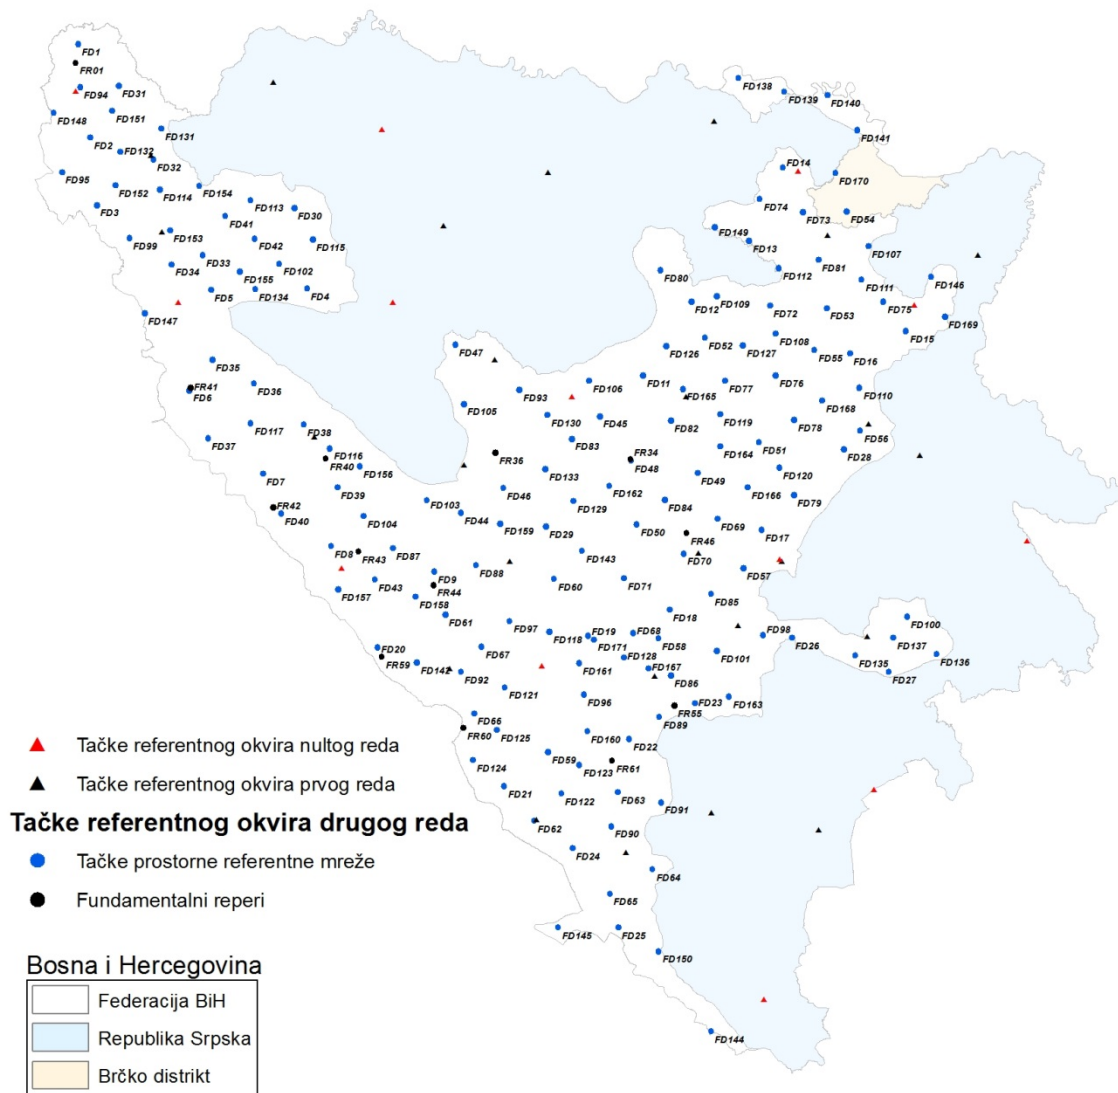 FD1
FR01
FD94
FD31
FD148
FD151
FD131
FD2
FD132
FD32
FD95
FD152
FD114
FD154
FD3
FD113
FD30
FD41
FD99
FD153
FD42
FD115
FD34
FD33
FD155
FD102
FD5
FD134
FD4
FD147
FD138
FD139
FD140
FD141
FD14
FD170
FD74
FD73
FD54
FD149
FD13
FD107
FD80
FD112
FD81
FD111
FD146
FD12
FD109
FD72
FD53
FD75
FD169
FD15
FD47
FD126
FD52
FD127
FD108
FD55
FD16
FD35
FR41
FD6
FD36
FD93
FD106
FD11
FD165
FD77
FD76
FD110
FD105
FD130
FD45
FD82
FD119
FD78
FD168
FD56
FD37
FD117
FD38
FD116
FR40
FD156
FR36
FD83
FR34
FD48
FD164
FD51
FD28
FD7
FD39
FD133
FD49
FD120
FD46
FD162
FD166
FD79
FR42
FD40
FD104
FD103
FD44
FD129
FD84
FD159
FD29
FD50
FR46
FD69
FD17
FD8
FR43
FD87
FD143
FD70
FD57
FD157
FD43
FD9
FR44
FD88
FD60
FD71
FD158
FD85
FD61
FD18
FD97
FD118
FD19
FD171
FD68
FD58
FD98
FD26
FD100
FD137
FD20
FR59
FD142
FD67
FD128
FD101
FD135
FD136
FD92
FD161
FD167
FD86
FD27
FD121
FD96
FR55
FD23
FD163
FD66
FR60
FD125
FD89
FD160
FD22
FD124
FD59
FD123
FR61
FD21
FD122
FD63
FD91
FD62
FD90
FD24
FD64
FD65
FD145
FD25
FD150
FD144
Tačke referentnog okvira nultog reda
Tačke referentnog okvira prvog reda
Tačke referentnog okvira drugog reda
Tačke prostorne referentne mreže
Fundamentalni reperi
Bosna i Hercegovina
Federacija BiH
Republika Srpska
Brčko distrikt